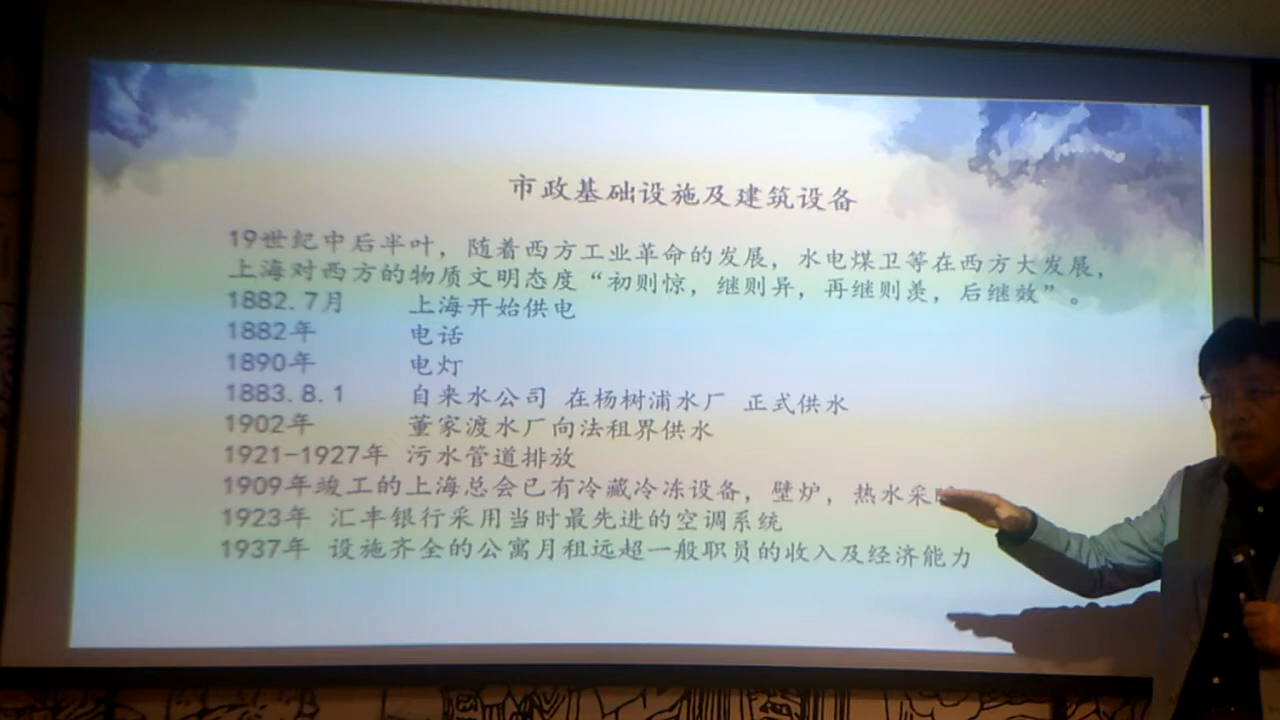 市政基础设施及建筑设备
19世纪中后半叶，随着西方工业革命的发展，水电煤卫等在西方大发展，
上海对西方的物质文明态度“初则惊，继则异，再继则羡，后继效”。
1882.7月 上海开始供电
1882年 电话
1890年 电灯
1883.8.1 自来水公司 在杨树浦水厂 正式供水
1902年 董家渡水厂向法租界供水
1921-1927年 污水管道排放
1909年竣工的上海总会已有冷藏冷冻设备，壁炉，热水采
1923年 汇丰银行采用当时最先进的空调系统
1937年 设施齐全的公寓月租远超一般职员的收入及经济能力